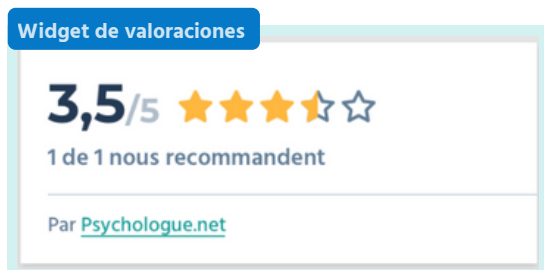 Widget de valoraciones
3,5/5
1 de 1 nous recommandent
Par Psychologue.net